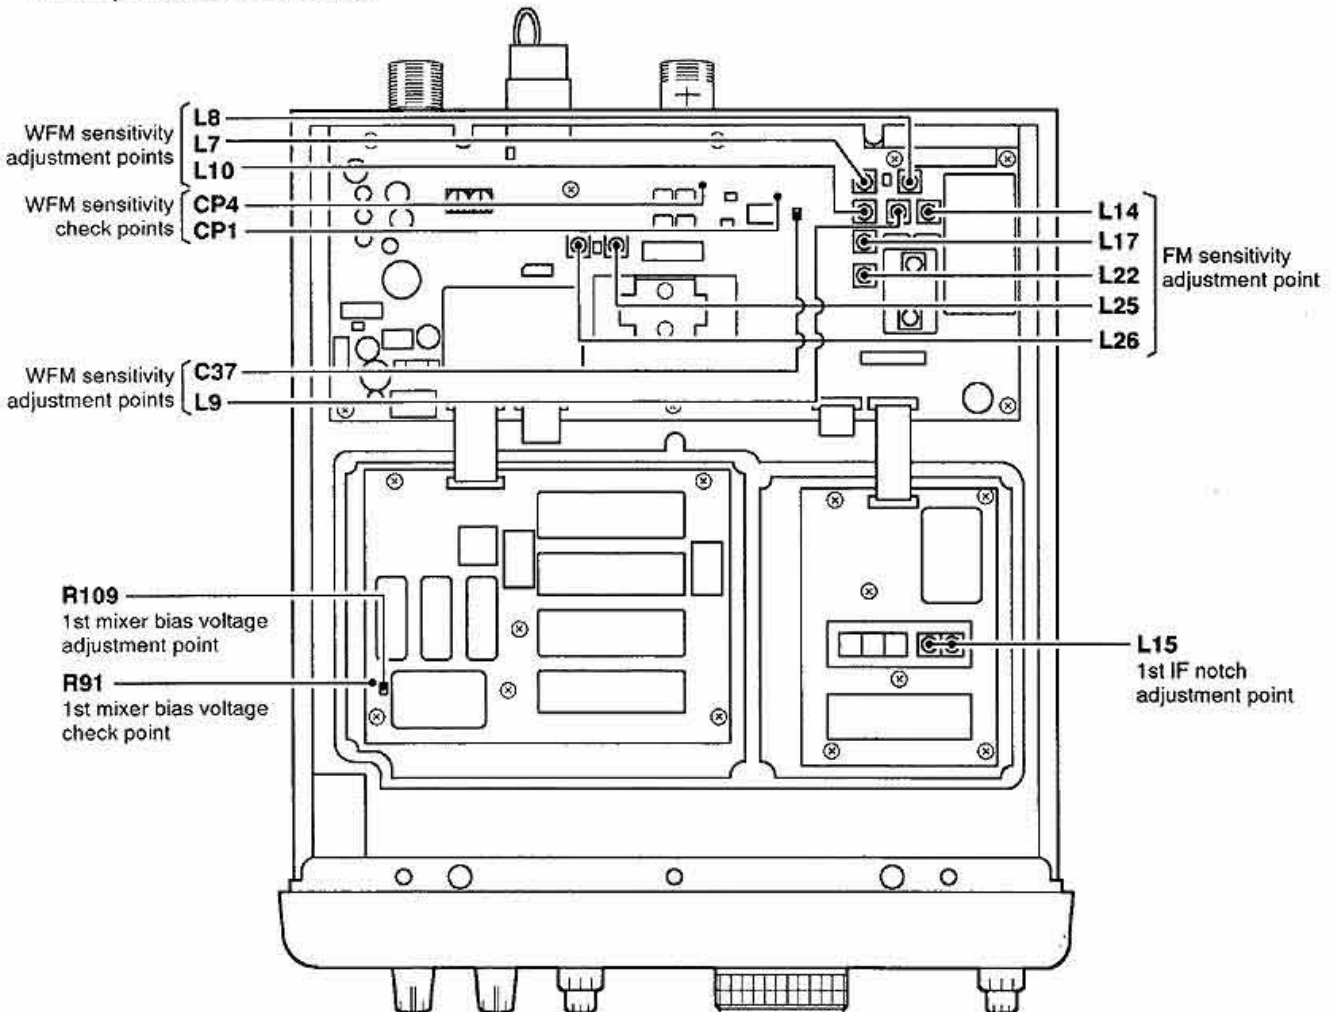 L8
WFM sensitivity
adjustment points
L7
L10
WFM sensitivity
check points
CP4
CP1
L14
L17
L22
L25
L26
FM sensitivity
adjustment point
WFM sensitivity
adjustment points
C37
L9
R109
1st mixer bias voltage
adjustment point
R91
1st mixer bias voltage
check point
L15
1st IF notch
adjustment point